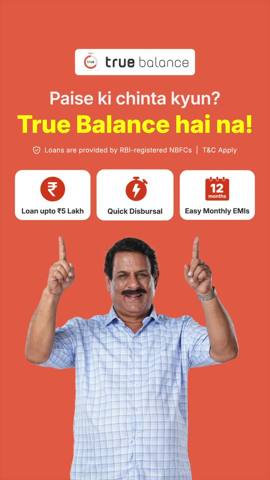 true balance
Paise ki chinta kyun?
True Balance hai na!
Loans are provided by RBI-registered NBFCs | T&C Apply
₹
12
months
Loan upto ₹5 Lakh
Quick Disbursal
Easy Monthly EMIs